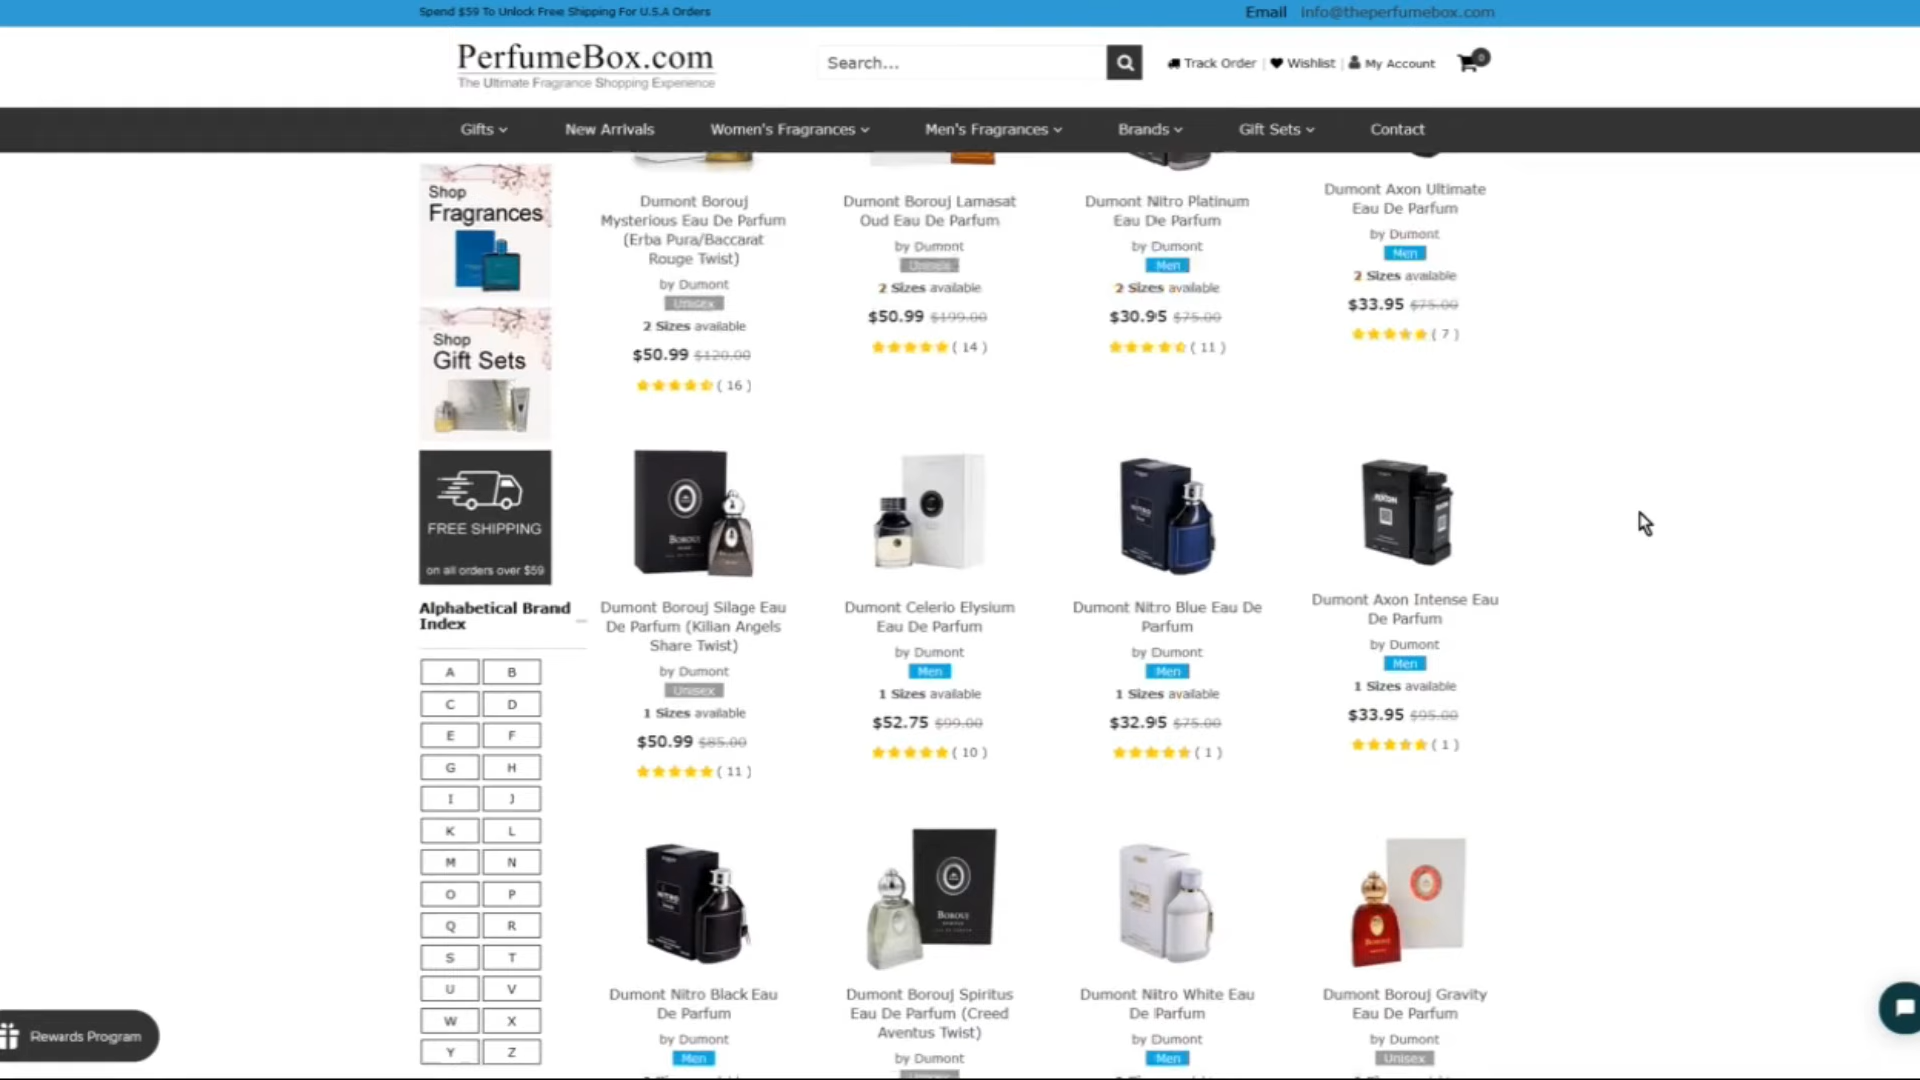 Spend $59 To Unlock Free Shipping For U.S.A Orders
Email info@theperfumebox.com
PerfumeBox.com
The Ultimate Fragrance Shopping Experience
Search...
Track Order | Wishlist | My Account
0
Gifts
New Arrivals
Women's Fragrances
Men's Fragrances
Brands
Gift Sets
Contact
Shop
Fragrances
Shop
Gift Sets
FREE SHIPPING
on all orders over $59
Alphabetical Brand
Index
A B
C D
E F
G H
I J
K L
M N
O P
Q R
S T
U V
W X
Y Z
Dumont Borouj
Mysterious Eau De Parfum
(Erba Pura/Baccarat
Rouge Twist)
by Dumont
Unisex
2 Sizes available
$50.99 $120.00
( 16 )
Dumont Borouj Lamasat
Oud Eau De Parfum
by Dumont
Unisex
2 Sizes available
$50.99 $199.00
( 14 )
Dumont Nitro Platinum
Eau De Parfum
by Dumont
Men
2 Sizes available
$30.95 $75.00
( 11 )
Dumont Axon Ultimate
Eau De Parfum
by Dumont
Men
2 Sizes available
$33.95 $75.00
( 7 )
BOROUJ
Dumont Borouj Silage Eau
De Parfum (Kilian Angels
Share Twist)
by Dumont
Unisex
1 Sizes available
$50.99 $85.00
( 11 )
Dumont Celerio Elysium
Eau De Parfum
by Dumont
Men
1 Sizes available
$52.75 $99.00
( 10 )
NITRO
Dumont Nitro Blue Eau De
Parfum
by Dumont
Men
1 Sizes available
$32.95 $75.00
( 1 )
AXON
Dumont Axon Intense Eau
De Parfum
by Dumont
Men
1 Sizes available
$33.95 $95.00
( 1 )
NITRO
Dumont Nitro Black Eau
De Parfum
by Dumont
Men
BOROUJ
Dumont Borouj Spiritus
Eau De Parfum (Creed
Aventus Twist)
by Dumont
NITRO
Dumont Nitro White Eau
De Parfum
by Dumont
Men
BOROUJ
Dumont Borouj Gravity
Eau De Parfum
by Dumont
Unisex
Rewards Program